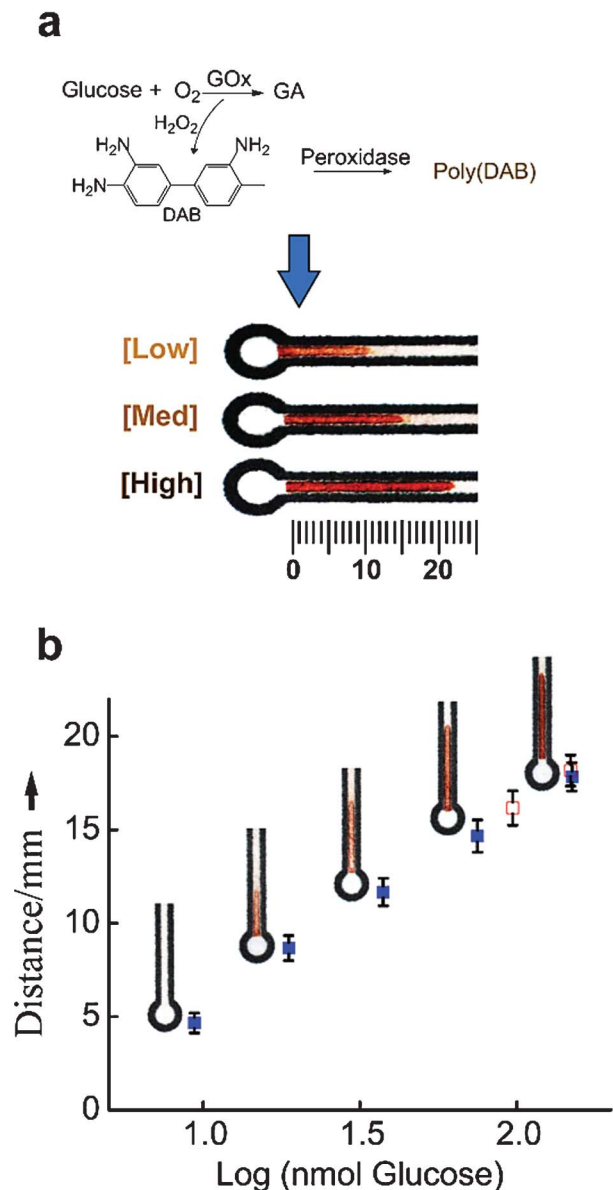 a
Glucose + O2 GOx GA
H2O2
H2N
NH2
H2N
DAB
Peroxidase
Poly(DAB)
[Low]
[Med]
[High]
0 10 20
b
Distance/mm
20
15
10
5
0
1.0 1.5 2.0
Log (nmol Glucose)